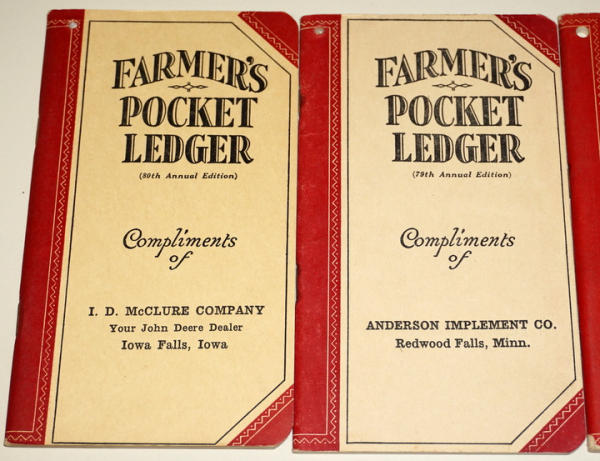 FARMER'S
POCKET
LEDGER
(80th Annual Edition)
Compliments
of
I. D. McCLURE COMPANY
Your John Deere Dealer
Iowa Falls, Iowa
FARMER'S
POCKET
LEDGER
(79th Annual Edition)
Compliments
of
ANDERSON IMPLEMENT CO.
Redwood Falls, Minn.